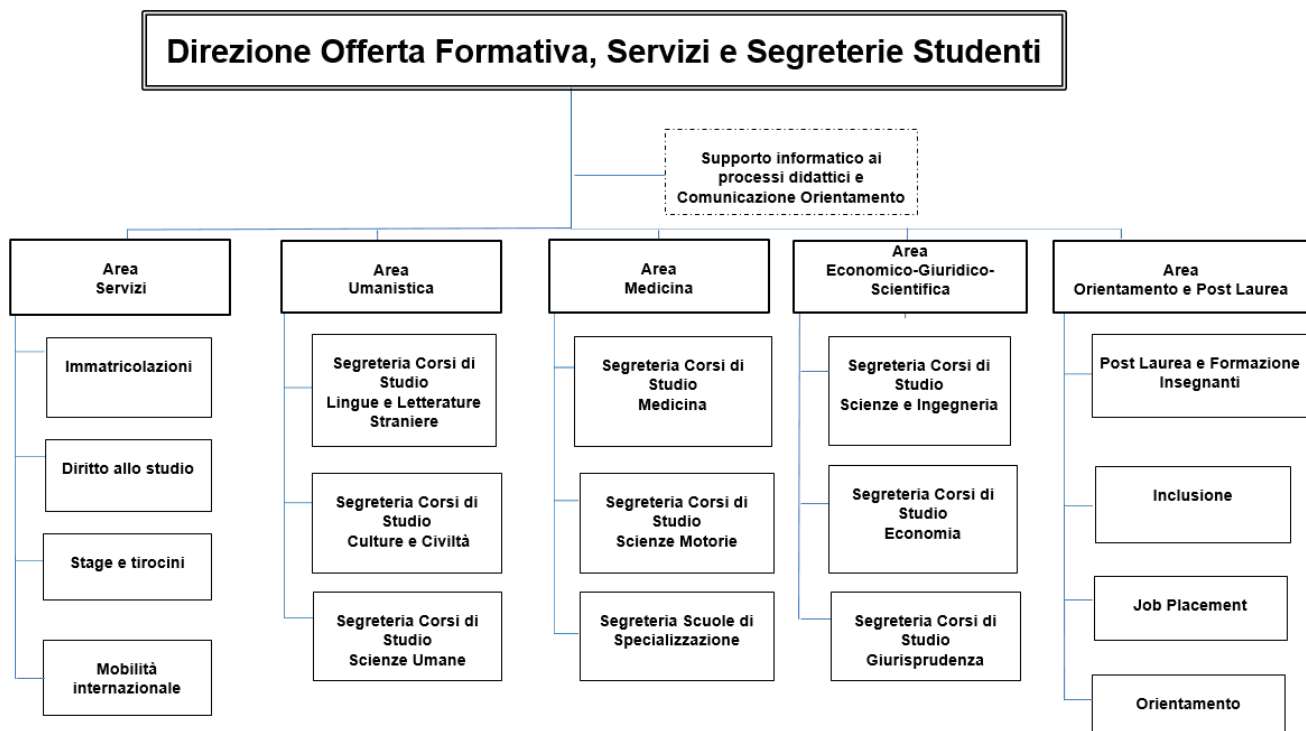 Direzione Offerta Formativa, Servizi e Segreterie Studenti
Supporto informatico ai
processi didattici e
Comunicazione Orientamento
Area
Servizi
Area
Umanistica
Area
Medicina
Area
Economico-Giuridico-
Scientifica
Area
Orientamento e Post Laurea
Immatricolazioni
Diritto allo studio
Stage e tirocini
Mobilità
internazionale
Segreteria Corsi di
Studio
Lingue e Letterature
Straniere
Segreteria Corsi di
Studio
Culture e Civiltà
Segreteria Corsi di
Studio
Scienze Umane
Segreteria Corsi di
Studio
Medicina
Segreteria Corsi di
Studio
Scienze Motorie
Segreteria Scuole di
Specializzazione
Segreteria Corsi di
Studio
Scienze e Ingegneria
Segreteria Corsi di
Studio
Economia
Segreteria Corsi di
Studio
Giurisprudenza
Post Laurea e Formazione
Insegnanti
Inclusione
Job Placement
Orientamento